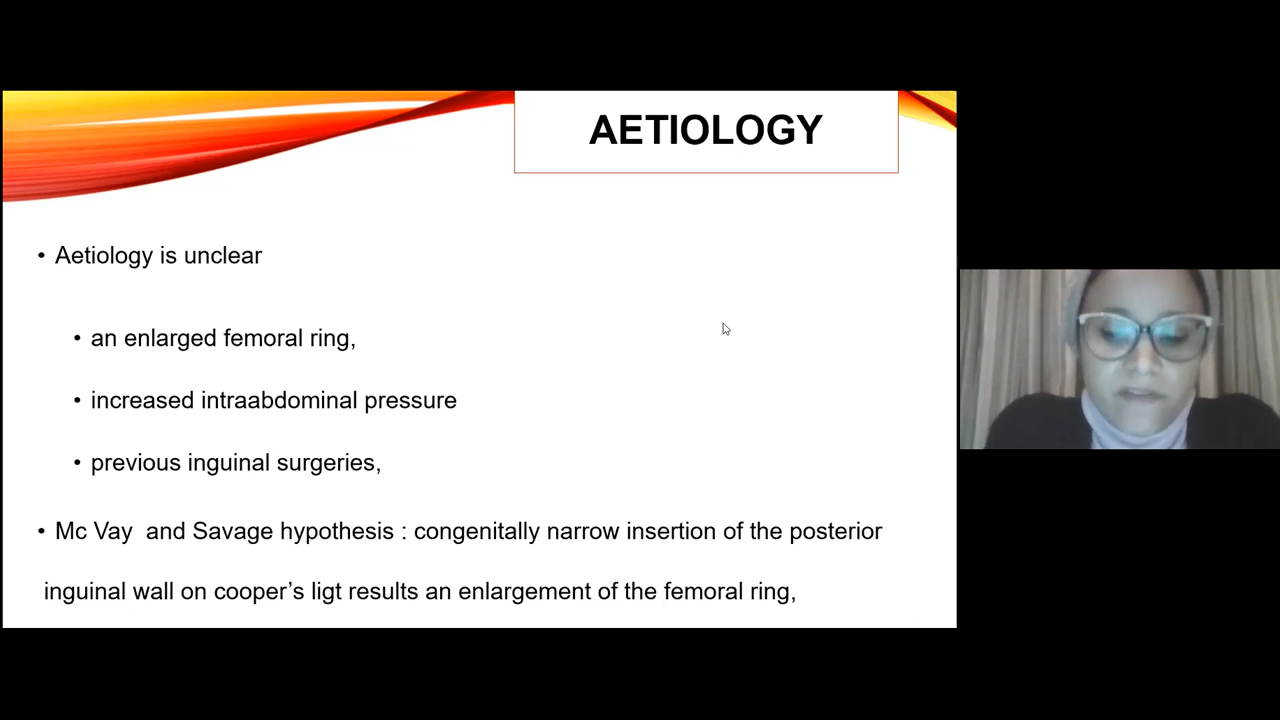 AETIOLOGY
• Aetiology is unclear
• an enlarged femoral ring,
• increased intraabdominal pressure
• previous inguinal surgeries,
• Mc Vay  and Savage hypothesis : congenitally narrow insertion of the posterior
inguinal wall on cooper’s ligt results an enlargement of the femoral ring,